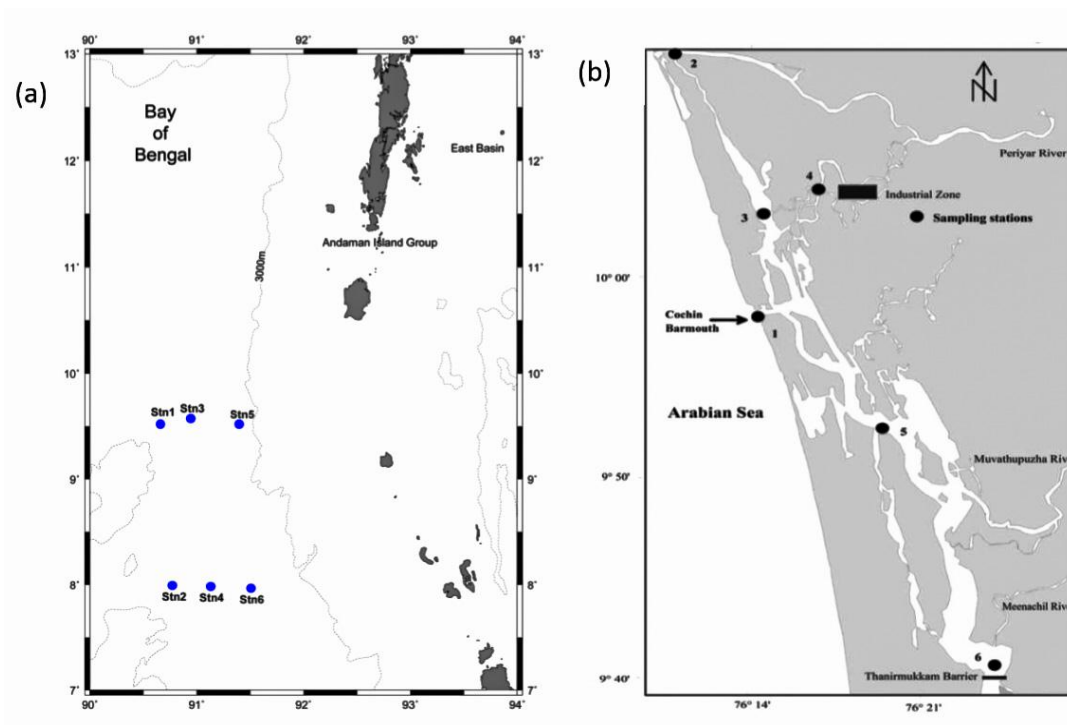 (a)
90' 91' 92' 93' 94'
13'
12'
11'
10'
9'
8'
7'
Bay
of
Bengal
East Basin
Andaman Island Group
3000m
Stn1
Stn3
Stn5
Stn2
Stn4
Stn6
90' 91' 92' 93' 94'
13'
12'
11'
10'
9'
8'
7'
(b)
2
N
Periyar River
4
Industrial Zone
3
Sampling stations
10° 00'
Cochin
Barmouth
1
Arabian Sea
5
Muvathupuzha Rive
9° 50'
Meenachil Rive
6
Thanirmukkam Barrier
9° 40'
76° 14' 76° 21'